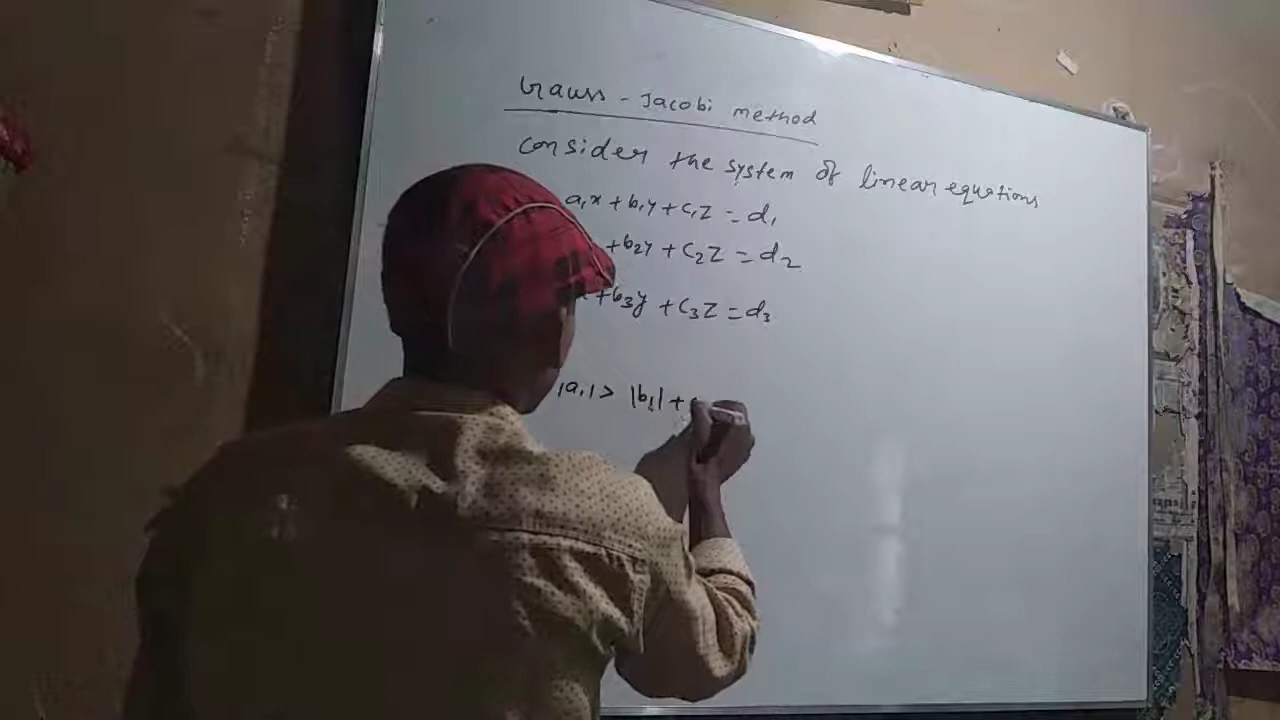 Gauss - Jacobi method
consider the system of linear equations
a₁x + b₁y + c₁z = d₁
+ b₂y + c₂z = d₂
+ b₃y + c₃z = d₃
|a₁| > |b₁| +